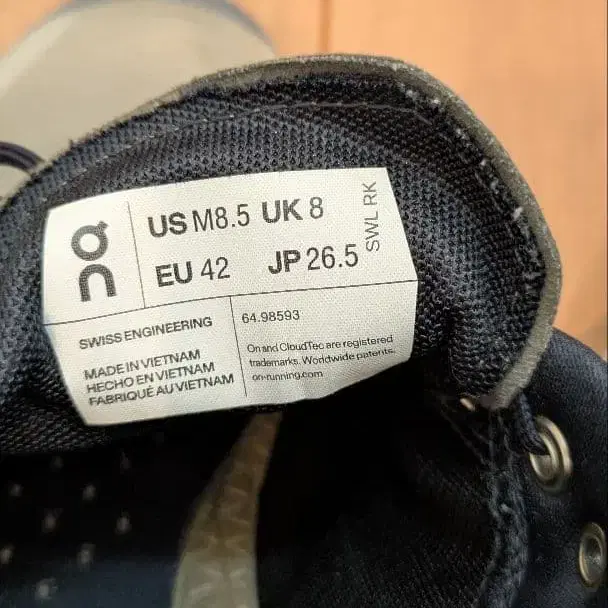 on
US M8.5 UK 8
EU 42 JP 26.5
SWL RK
SWISS ENGINEERING
MADE IN VIETNAM
HECHO EN VIETNAM
FABRIQUÉ AU VIETNAM
64.98593
On and CloudTec are registered
trademarks. Worldwide patents.
on-running.com